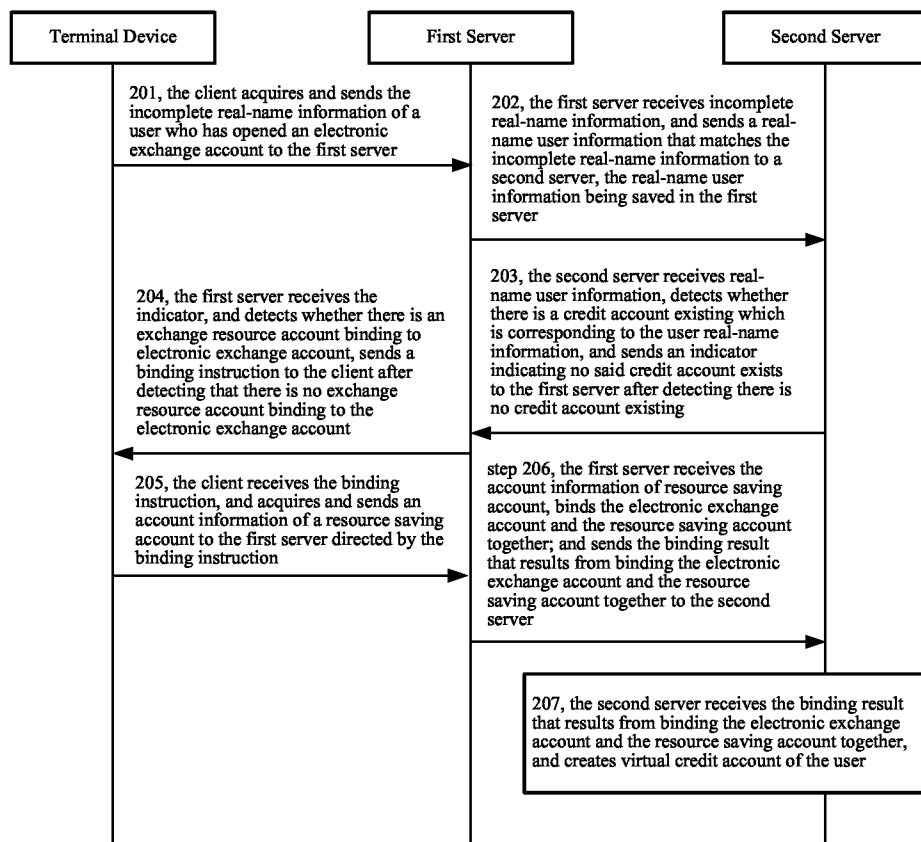 Terminal Device
First Server
Second Server
201, the client acquires and sends the
incomplete real-name information of a
user who has opened an electronic
exchange account to the first server
202, the first server receives incomplete
real-name information, and sends a real-
name user information that matches the
incomplete real-name information to a
second server, the real-name user
information being saved in the first
server
203, the second server receives real-
name user information, detects whether
there is a credit account existing which
is corresponding to the user real-name
information, and sends an indicator
indicating no said credit account exists
to the first server after detecting there is
no credit account existing
204, the first server receives the
indicator, and detects whether there is an
exchange resource account binding to
electronic exchange account, sends a
binding instruction to the client after
detecting that there is no exchange
resource account binding to the
electronic exchange account
205, the client receives the binding
instruction, and acquires and sends an
account information of a resource saving
account to the first server directed by the
binding instruction
step 206, the first server receives the
account information of resource saving
account, binds the electronic exchange
account and the resource saving account
together; and sends the binding result
that results from binding the electronic
exchange account and the resource
saving account together to the second
server
207, the second server receives the binding result
that results from binding the electronic exchange
account and the resource saving account together,
and creates virtual credit account of the user